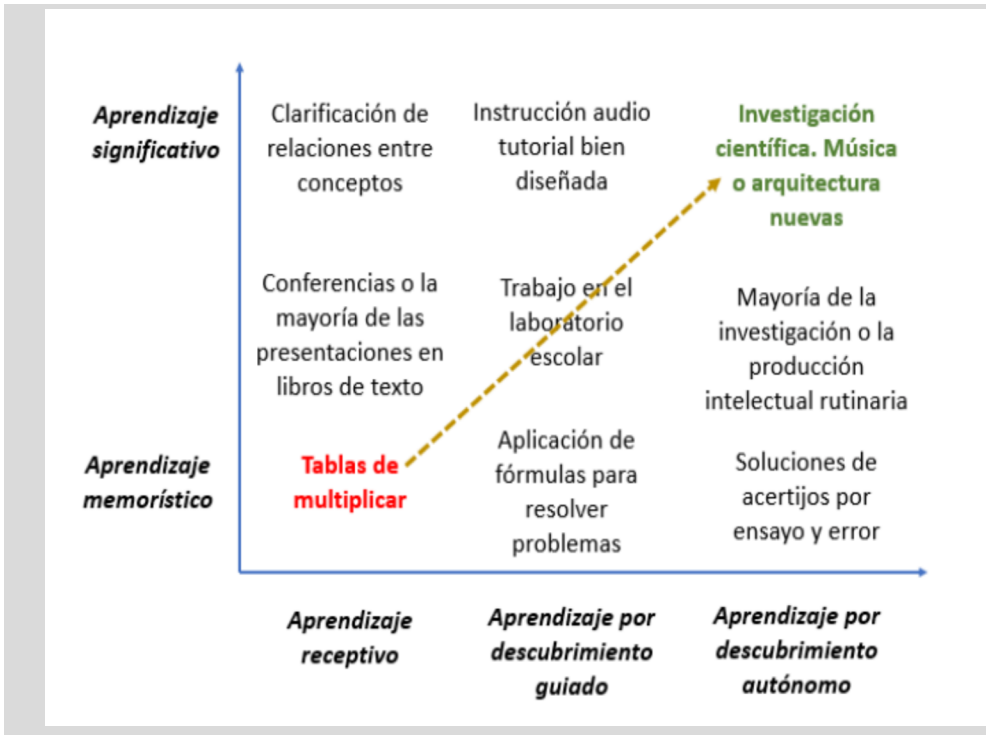 Aprendizaje
significativo
Clarificación de
relaciones entre
conceptos
Instrucción audio
tutorial bien
diseñada
Investigación
científica. Música
o arquitectura
nuevas
Conferencias o la
mayoría de las
presentaciones en
libros de texto
Trabajo en el
laboratorio
escolar
Mayoría de la
investigación o la
producción
intelectual rutinaria
Aprendizaje
memorístico
Tablas de
multiplicar
Aplicación de
fórmulas para
resolver
problemas
Soluciones de
acertijos por
ensayo y error
Aprendizaje
receptivo
Aprendizaje por
descubrimiento
guiado
Aprendizaje por
descubrimiento
autónomo